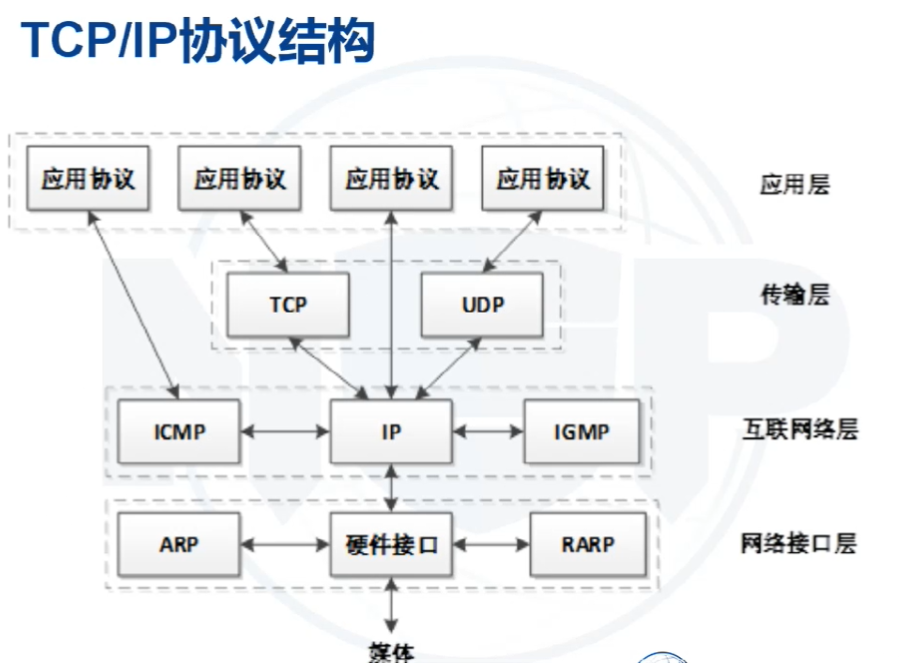 TCP/IP协议结构
应用协议 应用协议 应用协议 应用协议 应用层
TCP UDP 传输层
ICMP IP IGMP 互联网络层
ARP 硬件接口 RARP 网络接口层
媒体